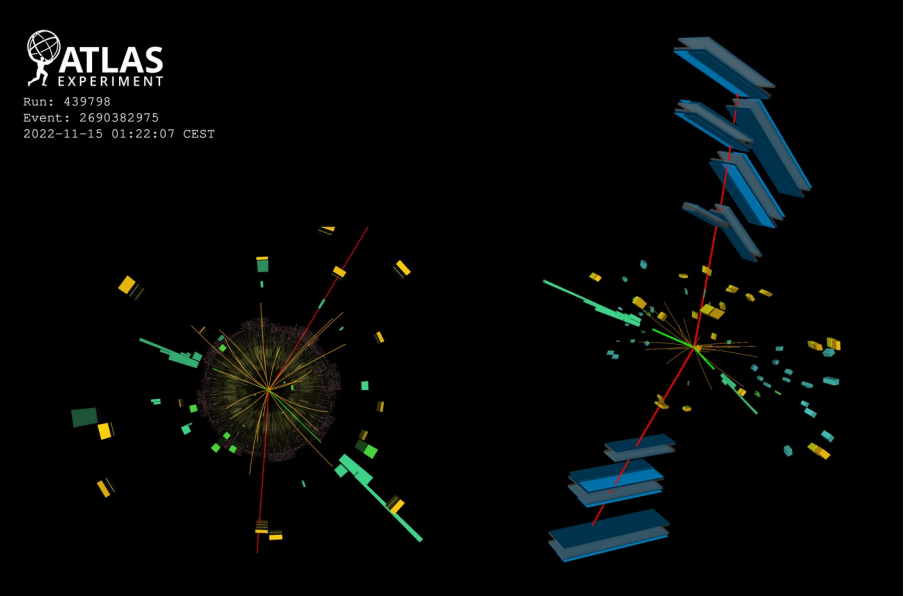 ATLAS
EXPERIMENT
Run: 439798
Event: 2690382975
2022-11-15 01:22:07 CEST